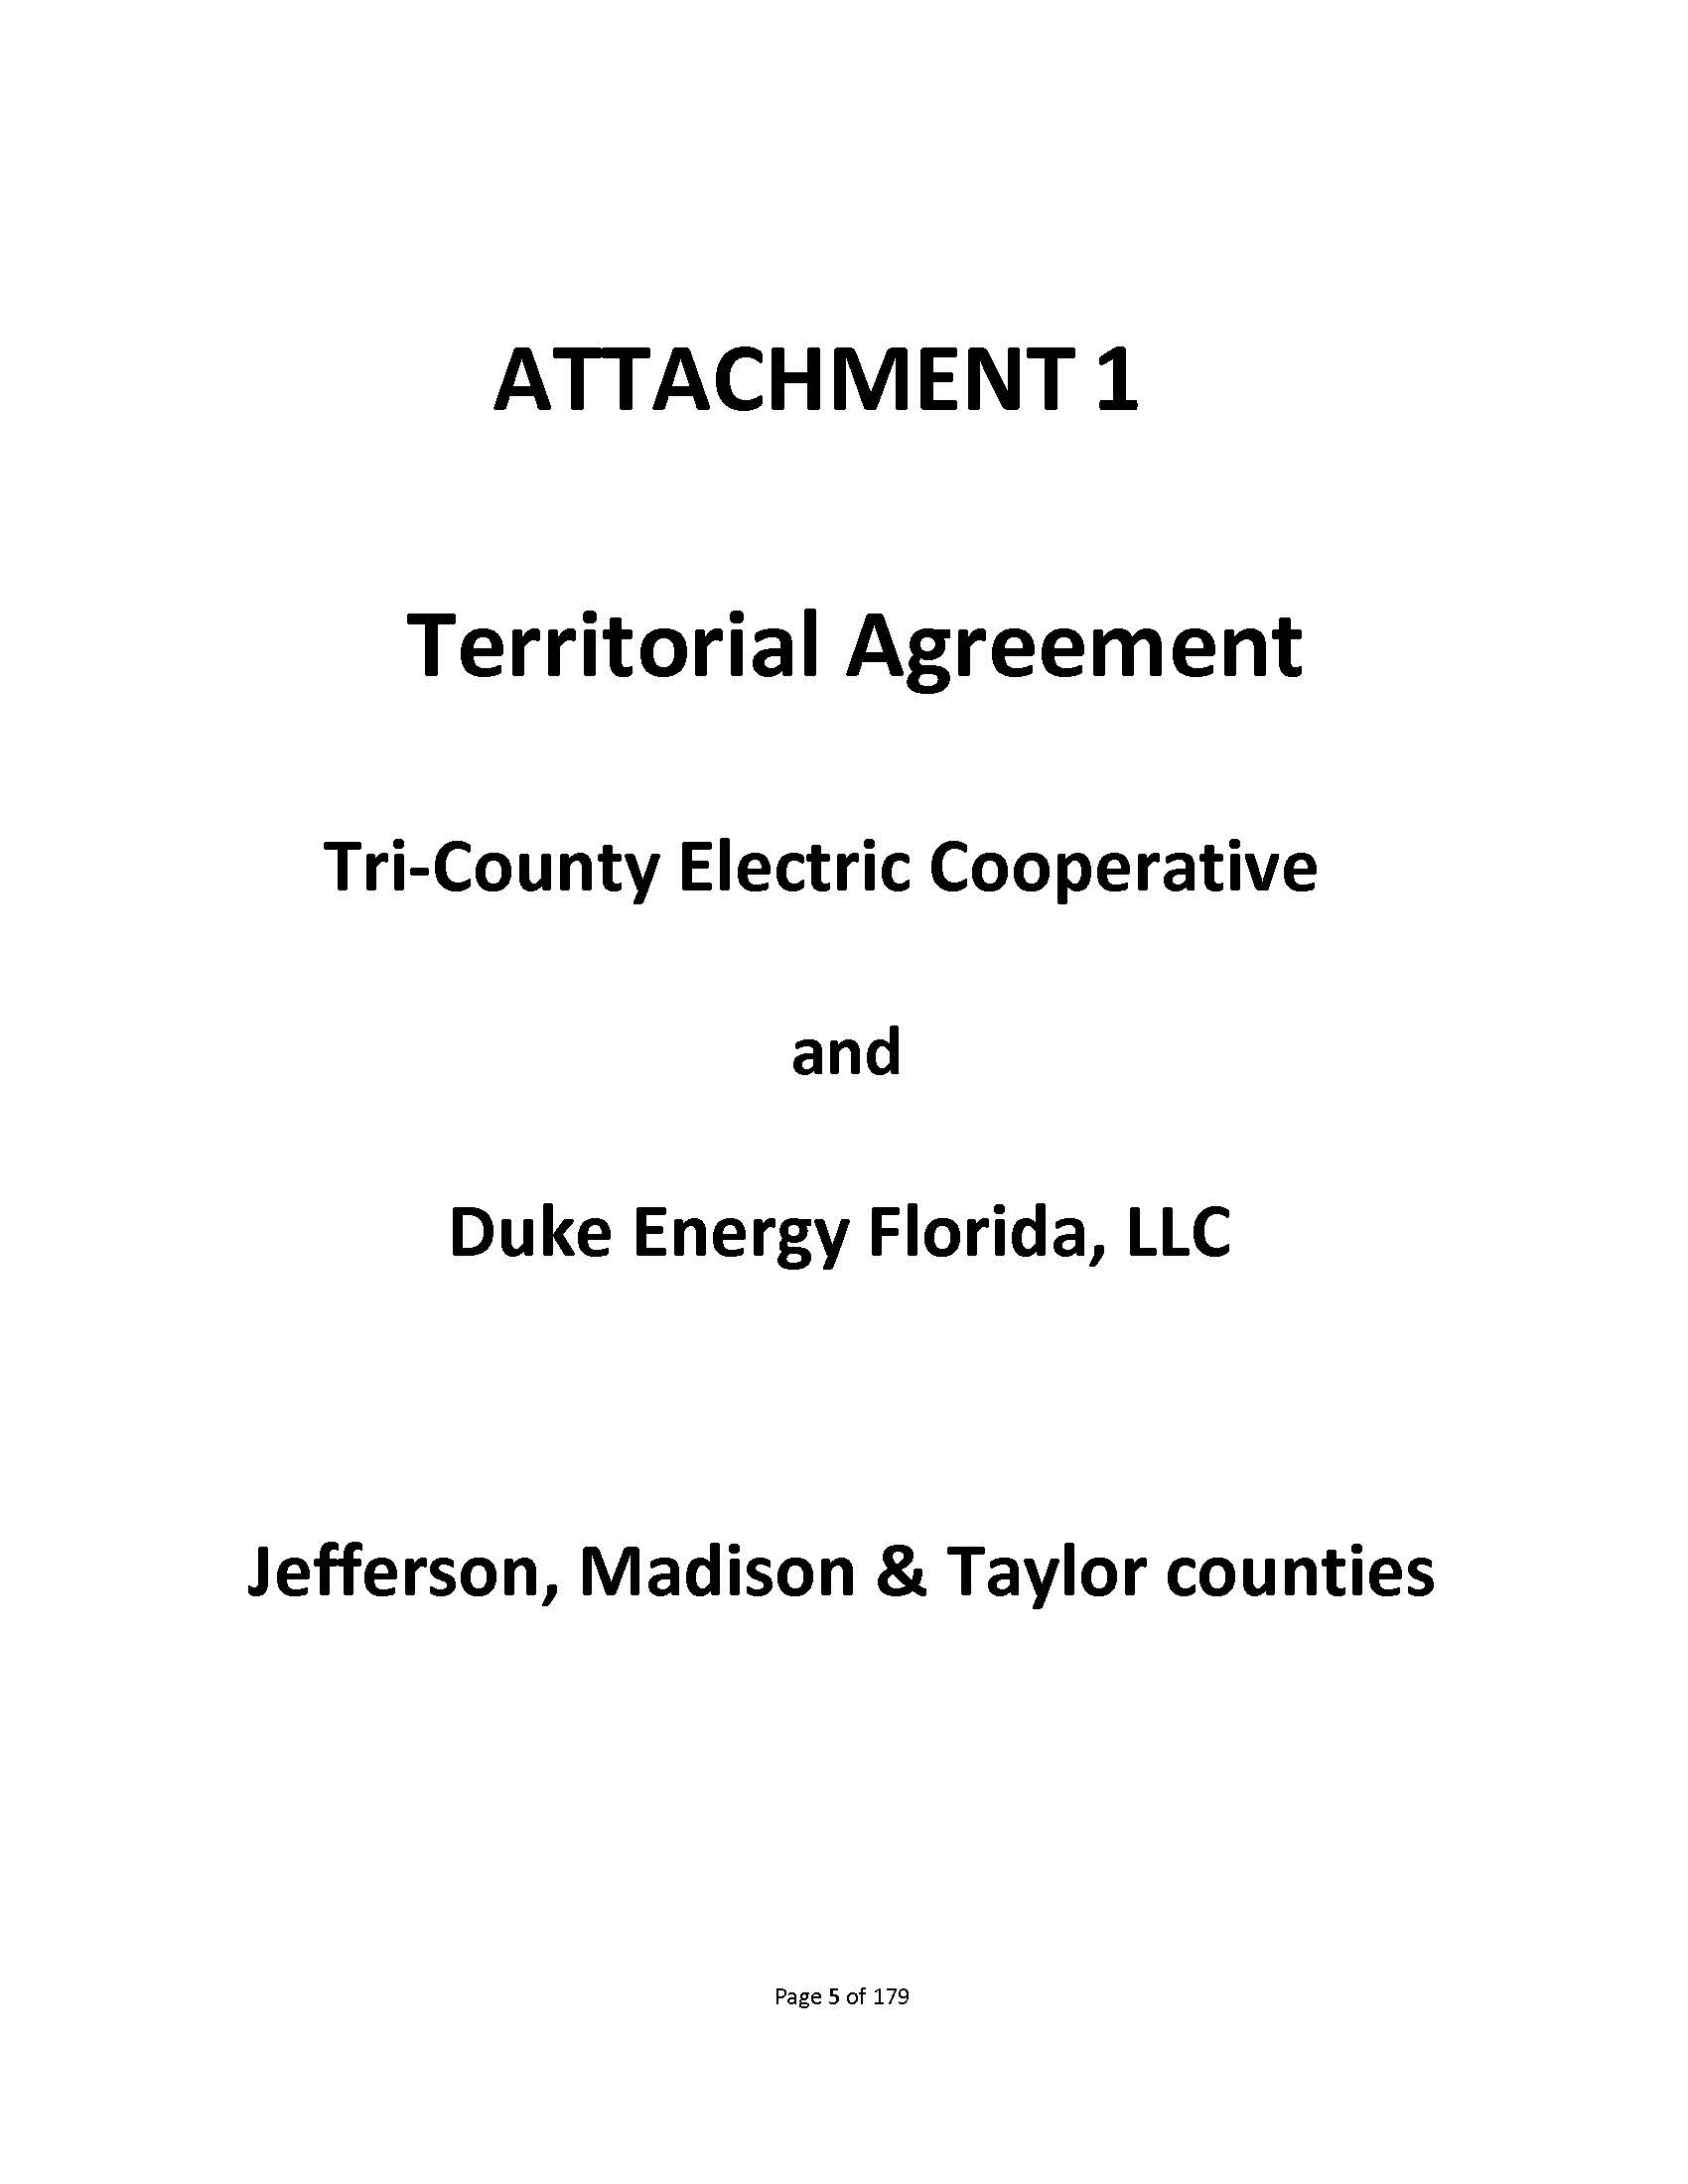 ATTACHMENT 1
Territorial Agreement
Tri-County Electric Cooperative
and
Duke Energy Florida, LLC
Jefferson, Madison & Taylor counties
Page 5 of 179